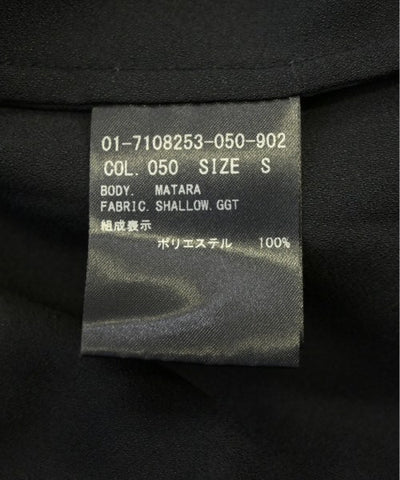 01-7108253-050-902
COL. 050 SIZE S
BODY. MATARA
FABRIC. SHALLOW. GGT
組成表示
ポリエステル 100%